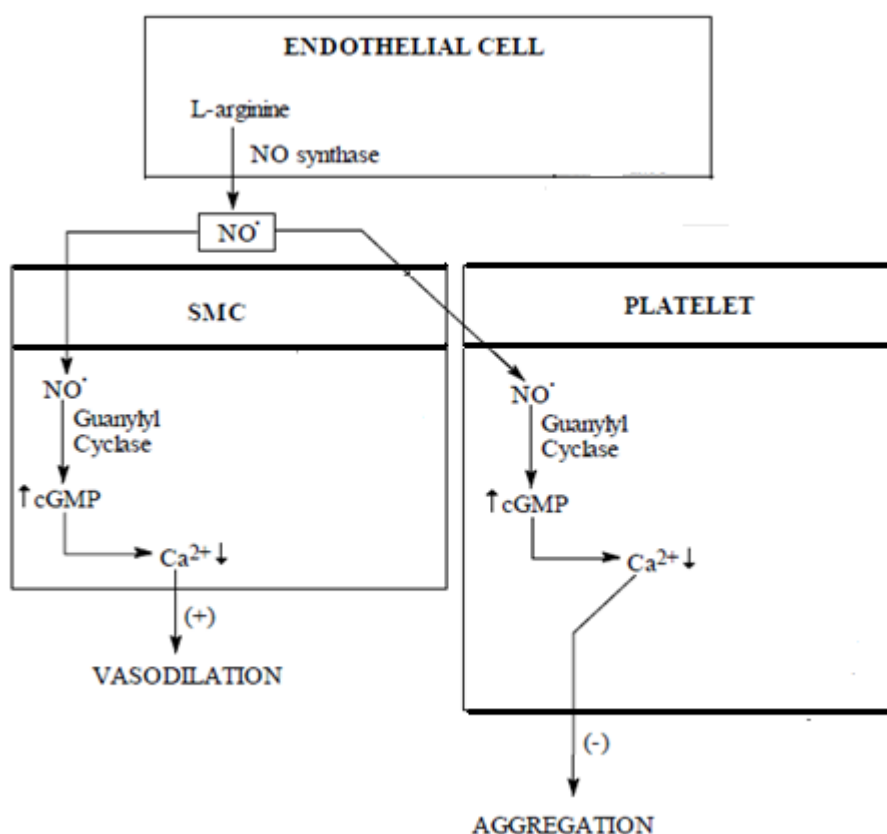 ENDOTHELIAL CELL
L-arginine
NO synthase
NO•
SMC
PLATELET
NO•
Guanylyl
Cyclase
↑cGMP
Ca²⁺↓
(+)
VASODILATION
NO•
Guanylyl
Cyclase
↑cGMP
Ca²⁺↓
(-)
AGGREGATION